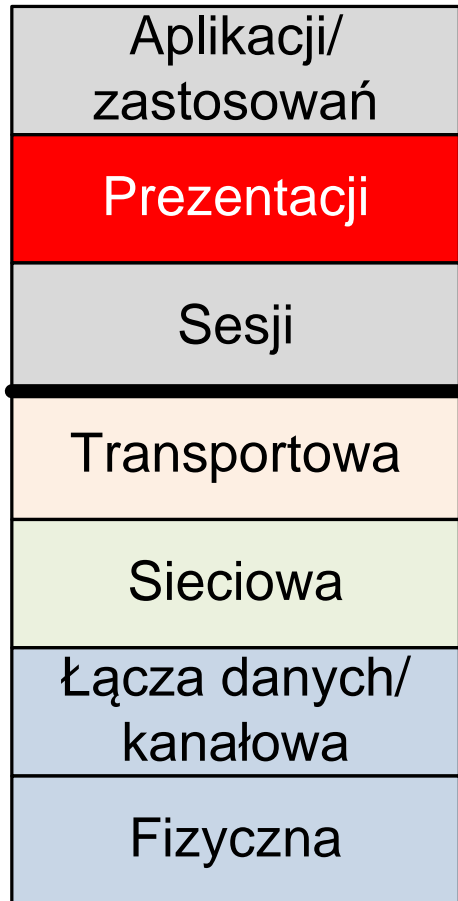 Aplikacji/
zastosowań
Prezentacji
Sesji
Transportowa
Sieciowa
Łącza danych/
kanałowa
Fizyczna